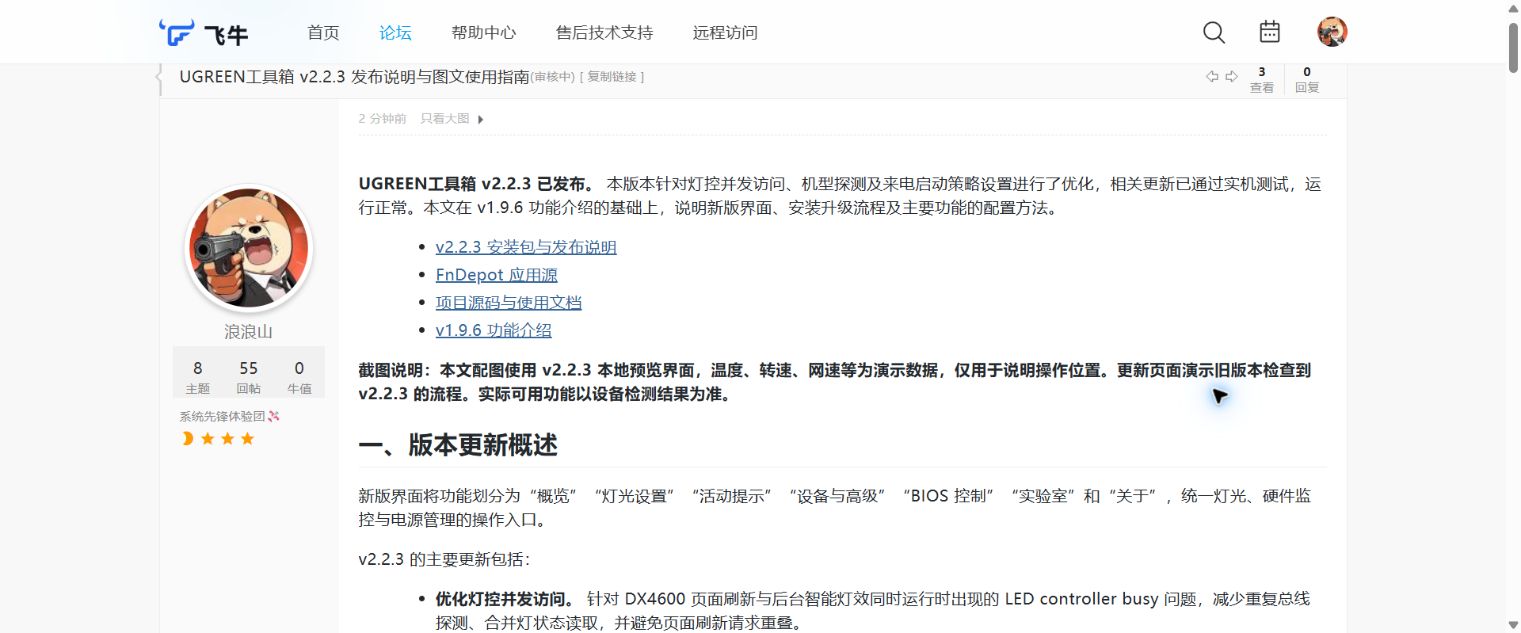 飞牛 首页 论坛 帮助中心 售后技术支持 远程访问
UGREEN工具箱 v2.2.3 发布说明与图文使用指南(审核中) [ 复制链接 ]
3 查看
0 回复
2 分钟前 只看大图
浪浪山
8 主题
55 回帖
0 牛值
系统先锋体验团
UGREEN工具箱 v2.2.3 已发布。 本版本针对灯控并发访问、机型探测及来电启动策略设置进行了优化，相关更新已通过实机测试，运
行正常。本文在 v1.9.6 功能介绍的基础上，说明新版界面、安装升级流程及主要功能的配置方法。
• v2.2.3 安装包与发布说明
• FnDepot 应用源
• 项目源码与使用文档
• v1.9.6 功能介绍
截图说明：本文配图使用 v2.2.3 本地预览界面，温度、转速、网速等为演示数据，仅用于说明操作位置。更新页面演示旧版本检查到
v2.2.3 的流程。实际可用功能以设备检测结果为准。
一、版本更新概述
新版界面将功能划分为“概览” “灯光设置” “活动提示” “设备与高级” “BIOS 控制” “实验室”和“关于”，统一灯光、硬件监
控与电源管理的操作入口。
v2.2.3 的主要更新包括：
• 优化灯控并发访问。 针对 DX4600 页面刷新与后台智能灯效同时运行时出现的 LED controller busy 问题，减少重复总线
探测、合并灯状态读取，并避免页面刷新请求重叠。